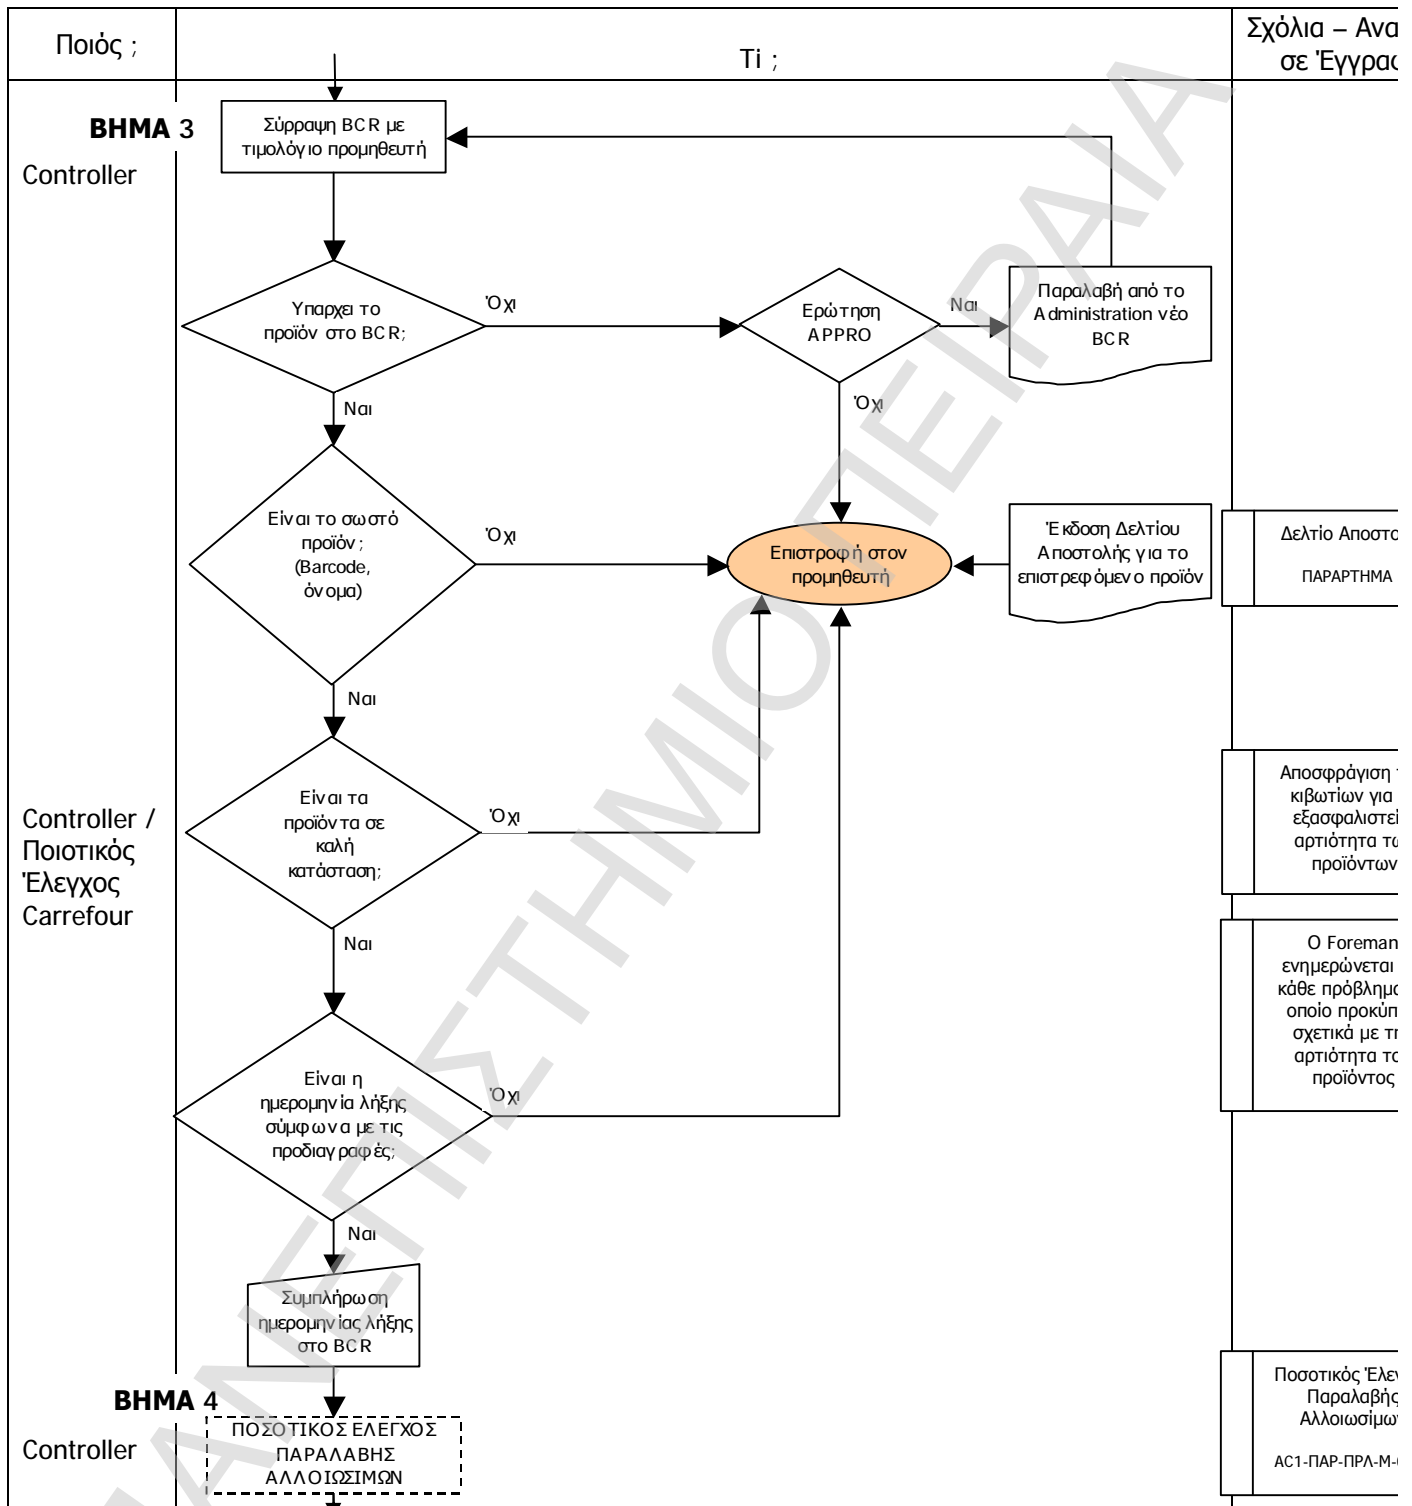 Ποιός ;
Τi ;
Σχόλια – Ανα
σε Έγγραφ
ΒΗΜΑ 3
Controller
Σύρραψη BCR με
τιμολόγιο προμηθευτή
Υπαρχει το
προϊόν στο BCR;
Όχι
Ερώτηση
APPRO
Ναι
Παραλαβή από το
Administration νέο
BCR
Ναι
Όχι
Είναι το σωστό
προϊόν ;
(Barcode,
όνομα)
Όχι
Επιστροφή στον
προμηθευτή
Έκδοση Δελτίου
Αποστολής για το
επιστρεφόμενο προϊόν
Δελτίο Αποστο
ΠΑΡΑΡΤΗΜΑ
Ναι
Controller /
Ποιοτικός
Έλεγχος
Carrefour
Είναι τα
προϊόντα σε
καλή
κατάσταση;
Όχι
Αποσφράγιση
κιβωτίων για
εξασφαλιστεί
αρτιότητα τω
προϊόντων
Ναι
Ο Foreman
ενημερώνεται
κάθε πρόβλημα
οποίο προκύπ
σχετικά με τη
αρτιότητα το
προϊόντος
Είναι η
ημερομηνία λήξης
σύμφωνα με τις
προδιαγραφές;
Όχι
Ναι
Συμπλήρωση
ημερομηνίας λήξης
στο BCR
ΒΗΜΑ 4
Controller
ΠΟΣΟΤΙΚΟΣ ΕΛΕΓΧΟΣ
ΠΑΡΑΛΑΒΗΣ
ΑΛΛΟΙΩΣΙΜΩΝ
Ποσοτικός Έλεγ
Παραλαβής
Αλλοιωσίμω
AC1-ΠΑΡ-ΠΡΛ-Μ-
ΠΑΝΕΠΙΣΤΗΜΙΟ ΠΕΙΡΑΙΑ